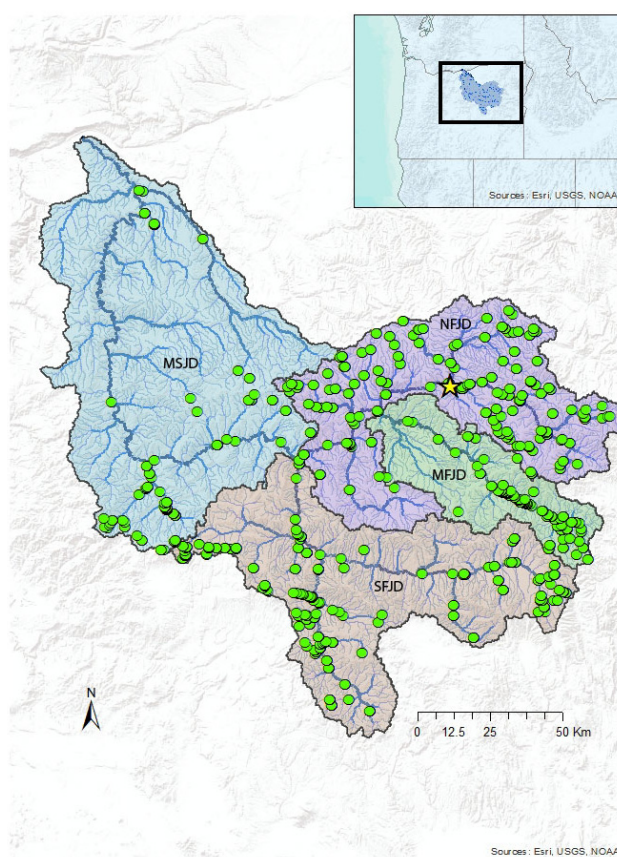 Sources: Esri, USGS, NOAA
NFJD
MSJD
MFJD
SFJD
N
0 12.5 25 50 Km
Sources: Esri, USGS, NOAA